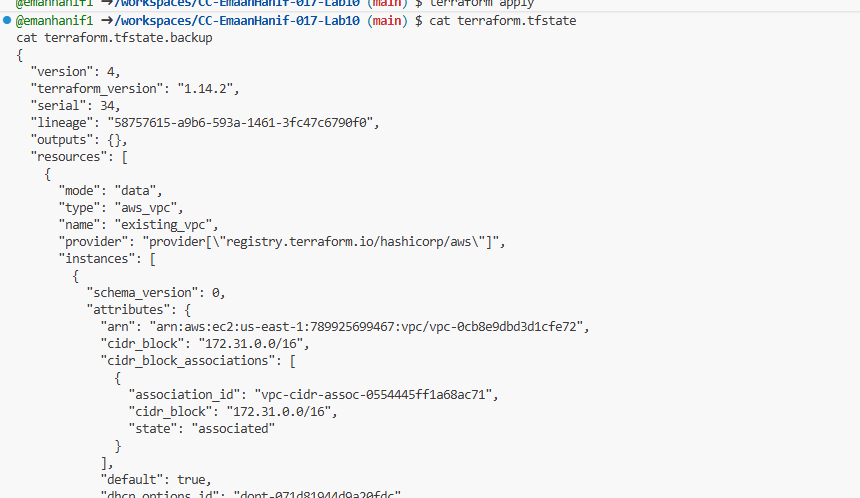 @emanhanif1 ➜/workspaces/CC-EmaanHanif-017-Lab10 (main) $ terraform apply
@emanhanif1 ➜/workspaces/CC-EmaanHanif-017-Lab10 (main) $ cat terraform.tfstate
cat terraform.tfstate.backup
{
  "version": 4,
  "terraform_version": "1.14.2",
  "serial": 34,
  "lineage": "58757615-a9b6-593a-1461-3fc47c6790f0",
  "outputs": {},
  "resources": [
    {
      "mode": "data",
      "type": "aws_vpc",
      "name": "existing_vpc",
      "provider": "provider[\"registry.terraform.io/hashicorp/aws\"]",
      "instances": [
        {
          "schema_version": 0,
          "attributes": {
            "arn": "arn:aws:ec2:us-east-1:789925699467:vpc/vpc-0cb8e9dbd3d1cfe72",
            "cidr_block": "172.31.0.0/16",
            "cidr_block_associations": [
              {
                "association_id": "vpc-cidr-assoc-0554445ff1a68ac71",
                "cidr_block": "172.31.0.0/16",
                "state": "associated"
              }
            ],
            "default": true,
            "dhcp_options_id": "dopt-071d81944d9a20fdc",